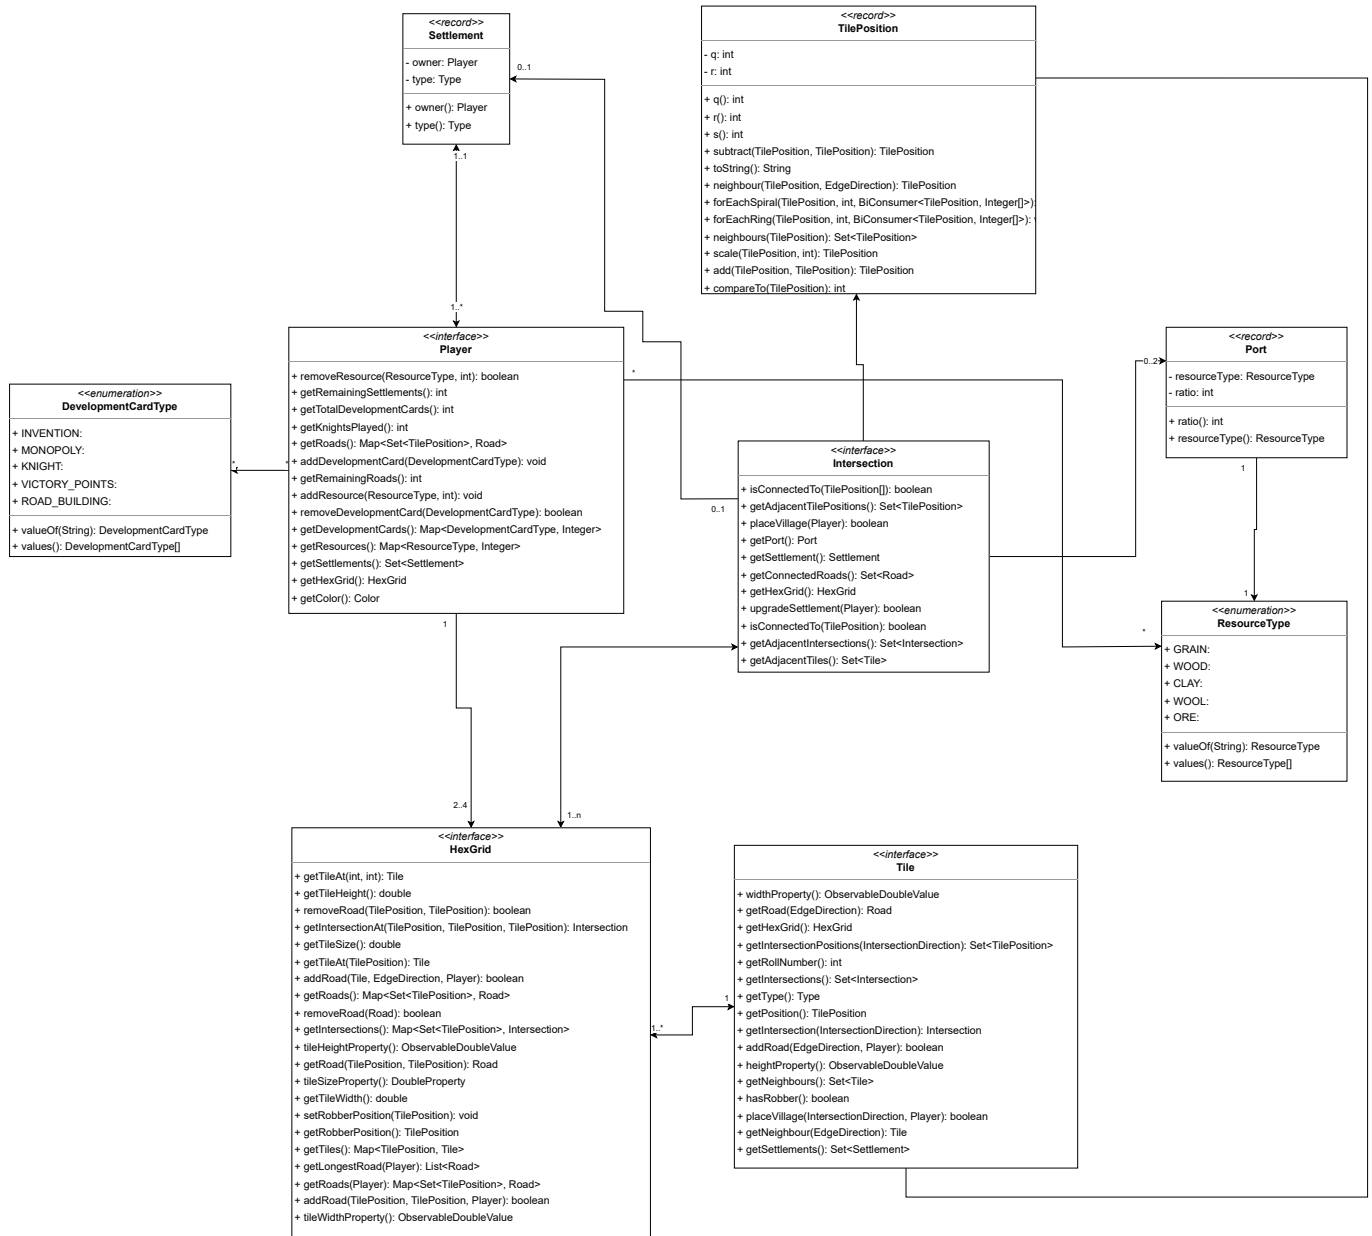 <<record>>
Settlement
- owner: Player
- type: Type
+ owner(): Player
+ type(): Type
0..1
1..1
1..*
<<record>>
TilePosition
- q: int
- r: int
+ q(): int
+ r(): int
+ s(): int
+ subtract(TilePosition, TilePosition): TilePosition
+ toString(): String
+ neighbour(TilePosition, EdgeDirection): TilePosition
+ forEachSpiral(TilePosition, int, BiConsumer<TilePosition, Integer[]>):
+ forEachRing(TilePosition, int, BiConsumer<TilePosition, Integer[]>):
+ neighbours(TilePosition): Set<TilePosition>
+ scale(TilePosition, int): TilePosition
+ add(TilePosition, TilePosition): TilePosition
+ compareTo(TilePosition): int
<<interface>>
Player
+ removeResource(ResourceType, int): boolean
+ getRemainingSettlements(): int
+ getTotalDevelopmentCards(): int
+ getKnightsPlayed(): int
+ getRoads(): Map<Set<TilePosition>, Road>
+ addDevelopmentCard(DevelopmentCardType): void
+ getRemainingRoads(): int
+ addResource(ResourceType, int): void
+ removeDevelopmentCard(DevelopmentCardType): boolean
+ getDevelopmentCards(): Map<DevelopmentCardType, Integer>
+ getResources(): Map<ResourceType, Integer>
+ getSettlements(): Set<Settlement>
+ getHexGrid(): HexGrid
+ getColor(): Color
*
1
<<enumeration>>
DevelopmentCardType
+ INVENTION:
+ MONOPOLY:
+ KNIGHT:
+ VICTORY_POINTS:
+ ROAD_BUILDING:
+ valueOf(String): DevelopmentCardType
+ values(): DevelopmentCardType[]
*
*
<<record>>
Port
- resourceType: ResourceType
- ratio: int
+ ratio(): int
+ resourceType(): ResourceType
0..2
1
1
<<interface>>
Intersection
+ isConnectedTo(TilePosition[]): boolean
+ getAdjacentTilePositions(): Set<TilePosition>
+ placeVillage(Player): boolean
+ getPort(): Port
+ getSettlement(): Settlement
+ getConnectedRoads(): Set<Road>
+ getHexGrid(): HexGrid
+ upgradeSettlement(Player): boolean
+ isConnectedTo(TilePosition): boolean
+ getAdjacentIntersections(): Set<Intersection>
+ getAdjacentTiles(): Set<Tile>
0..1
<<enumeration>>
ResourceType
+ GRAIN:
+ WOOD:
+ CLAY:
+ WOOL:
+ ORE:
+ valueOf(String): ResourceType
+ values(): ResourceType[]
*
2..4
1..n
<<interface>>
HexGrid
+ getTileAt(int, int): Tile
+ getTileHeight(): double
+ removeRoad(TilePosition, TilePosition): boolean
+ getIntersectionAt(TilePosition, TilePosition, TilePosition): Intersection
+ getTileSize(): double
+ getTileAt(TilePosition): Tile
+ addRoad(Tile, EdgeDirection, Player): boolean
+ getRoads(): Map<Set<TilePosition>, Road>
+ removeRoad(Road): boolean
+ getIntersections(): Map<Set<TilePosition>, Intersection>
+ tileHeightProperty(): ObservableDoubleValue
+ getRoad(TilePosition, TilePosition): Road
+ tileSizeProperty(): DoubleProperty
+ getTileWidth(): double
+ setRobberPosition(TilePosition): void
+ getRobberPosition(): TilePosition
+ getTiles(): Map<TilePosition, Tile>
+ getLongestRoad(Player): List<Road>
+ getRoads(Player): Map<Set<TilePosition>, Road>
+ addRoad(TilePosition, TilePosition, Player): boolean
+ tileWidthProperty(): ObservableDoubleValue
1..*
1
<<interface>>
Tile
+ widthProperty(): ObservableDoubleValue
+ getRoad(EdgeDirection): Road
+ getHexGrid(): HexGrid
+ getIntersectionPositions(IntersectionDirection): Set<TilePosition>
+ getRollNumber(): int
+ getIntersections(): Set<Intersection>
+ getType(): Type
+ getPosition(): TilePosition
+ getIntersection(IntersectionDirection): Intersection
+ addRoad(EdgeDirection, Player): boolean
+ heightProperty(): ObservableDoubleValue
+ getNeighbours(): Set<Tile>
+ hasRobber(): boolean
+ placeVillage(IntersectionDirection, Player): boolean
+ getNeighbour(EdgeDirection): Tile
+ getSettlements(): Set<Settlement>